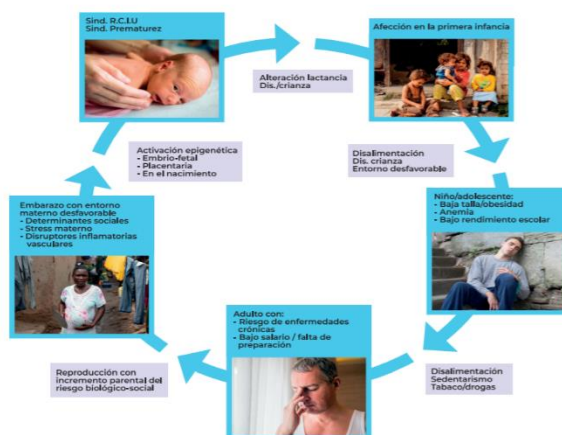 Sind. R.C.I.U
Sind. Prematurez
Afección en la primera infancia
Alteración lactancia
Dis./crianza
Disalimentación
Dis. crianza
Entorno desfavorable
Niño/adolescente:
- Baja talla/obesidad
- Anemia
- Bajo rendimiento escolar
Disalimentación
Sedentarismo
Tabaco/drogas
Adulto con:
- Riesgo de enfermedades
crónicas
- Bajo salario / falta de
preparación
Reproducción con
incremento parental del
riesgo biológico-social
Embarazo con entorno
materno desfavorable
- Determinantes sociales
- Stress materno
- Disruptores inflamatorias
vasculares
Activación epigenética
- Embrio-fetal
- Placentaria
- En el nacimiento